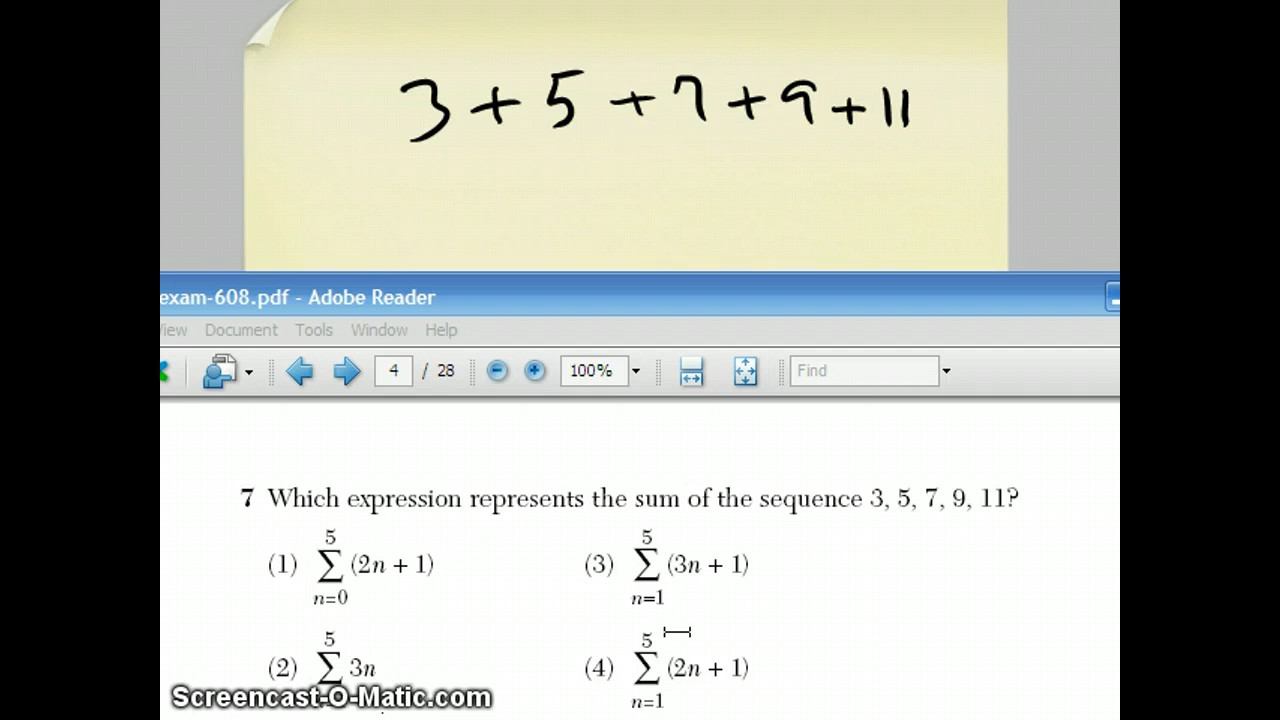 3 + 5 + 7 + 9 + 11
exam-608.pdf - Adobe Reader
View Document Tools Window Help
4 / 28 100% Find
7 Which expression represents the sum of the sequence 3, 5, 7, 9, 11?
(1) 5 ∑ n=0 (2n + 1) (3) 5 ∑ n=1 (3n + 1)
(2) 5 ∑ 3n (4) 5 ∑ n=1 (2n + 1)
Screencast-O-Matic.com